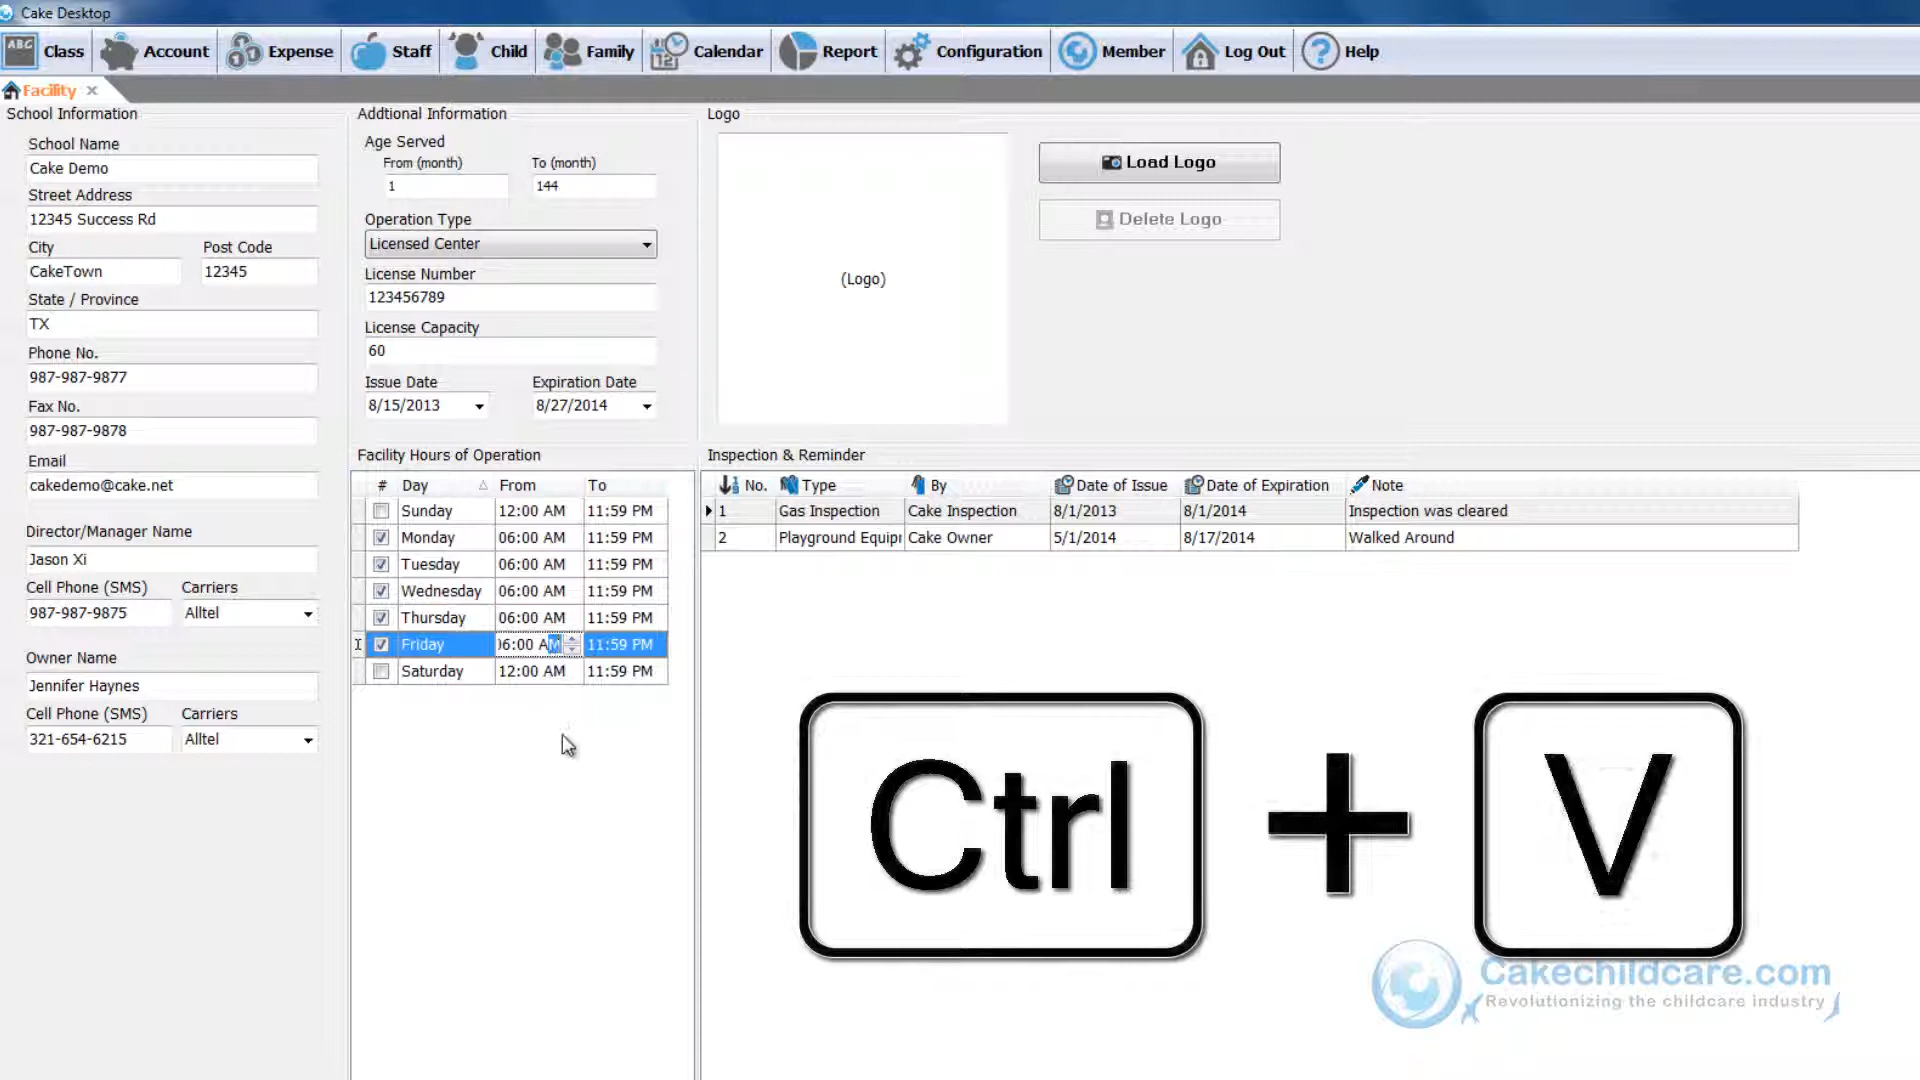 Cake Desktop
ABC Class Account Expense Staff Child Family 12 Calendar Report Configuration Member Log Out ? Help
Facility
School Information
School Name
Cake Demo
Street Address
12345 Success Rd
City Post Code
CakeTown 12345
State / Province
TX
Phone No.
987-987-9877
Fax No.
987-987-9878
Email
cakedemo@cake.net
Director/Manager Name
Jason Xi
Cell Phone (SMS) Carriers
987-987-9875 Alltel
Owner Name
Jennifer Haynes
Cell Phone (SMS) Carriers
321-654-6215 Alltel
Addtional Information
Age Served
From (month) To (month)
1 144
Operation Type
Licensed Center
License Number
123456789
License Capacity
60
Issue Date Expiration Date
8/15/2013 8/27/2014
Logo
(Logo)
Load Logo
Delete Logo
Facility Hours of Operation
# Day From To
Sunday 12:00 AM 11:59 PM
Monday 06:00 AM 11:59 PM
Tuesday 06:00 AM 11:59 PM
Wednesday 06:00 AM 11:59 PM
Thursday 06:00 AM 11:59 PM
Friday 06:00 AM 11:59 PM
Saturday 12:00 AM 11:59 PM
Inspection & Reminder
No. Type By Date of Issue Date of Expiration Note
1 Gas Inspection Cake Inspection 8/1/2013 8/1/2014 Inspection was cleared
2 Playground Equip Cake Owner 5/1/2014 8/17/2014 Walked Around
Ctrl + V
Cakechildcare.com
Revolutionizing the childcare industry